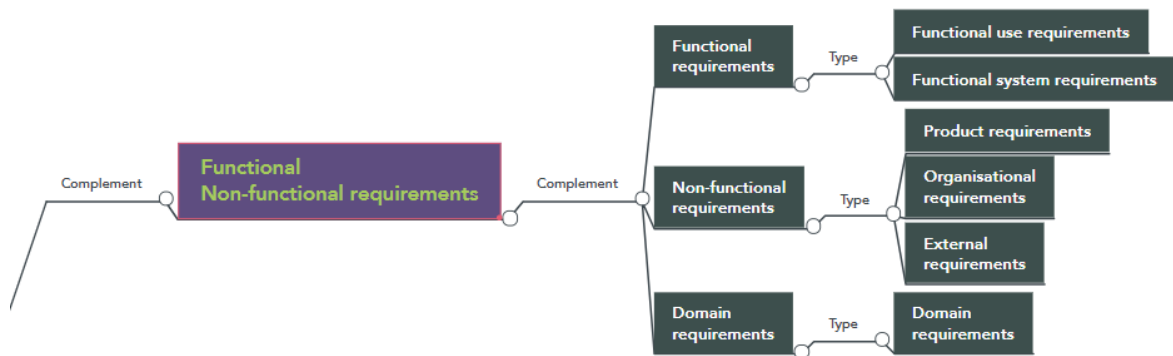 Complement
Functional
Non-functional requirements
Complement
Functional
requirements
Type
Functional use requirements
Functional system requirements
Non-functional
requirements
Type
Product requirements
Organisational
requirements
External
requirements
Domain
requirements
Type
Domain
requirements